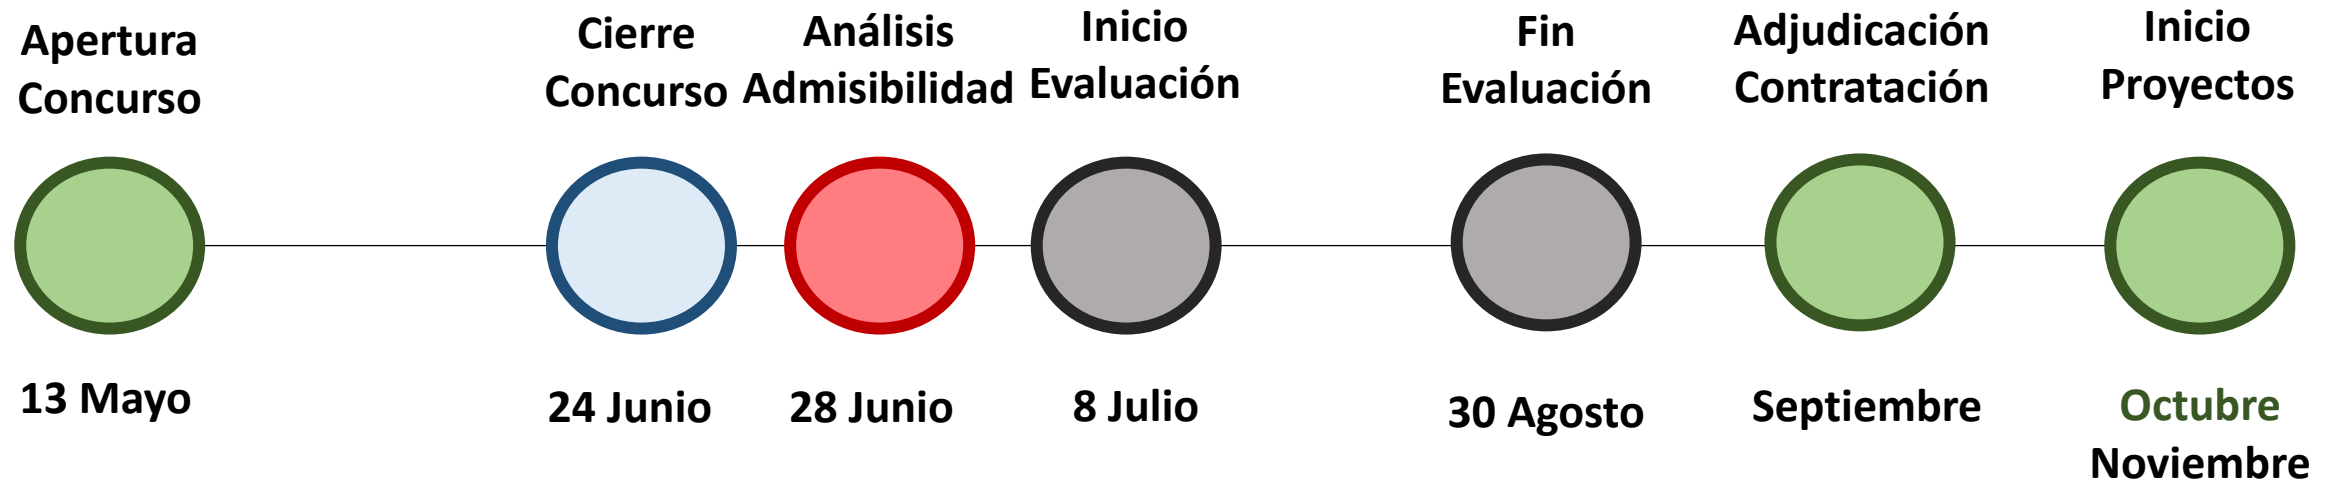 Apertura
Concurso
Cierre
Concurso
Análisis
Admisibilidad
Inicio
Evaluación
Fin
Evaluación
Adjudicación
Contratación
Inicio
Proyectos
13 Mayo
24 Junio
28 Junio
8 Julio
30 Agosto
Septiembre
Octubre
Noviembre